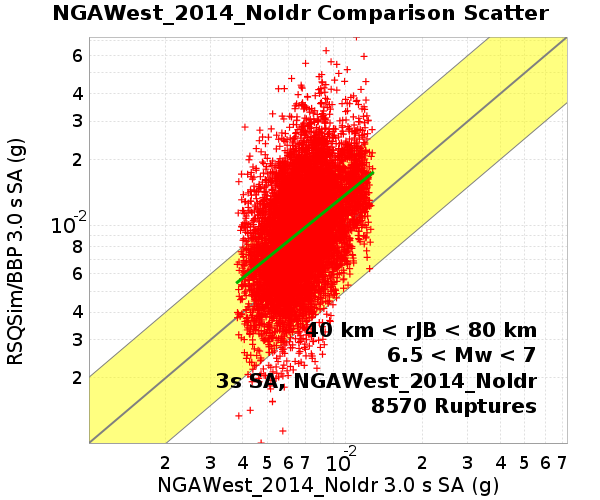 NGAWest_2014_NoIdr Comparison Scatter
RSQSim/BBP 3.0 s SA (g)
6
4
3
2
10-2
8
6
4
3
2
40 km < rJB < 80 km
6.5 < Mw < 7
3s SA, NGAWest_2014_NoIdr
8570 Ruptures
2 3 4 5 6 7 10-2 2 3 4 5 6 7
NGAWest_2014_NoIdr 3.0 s SA (g)